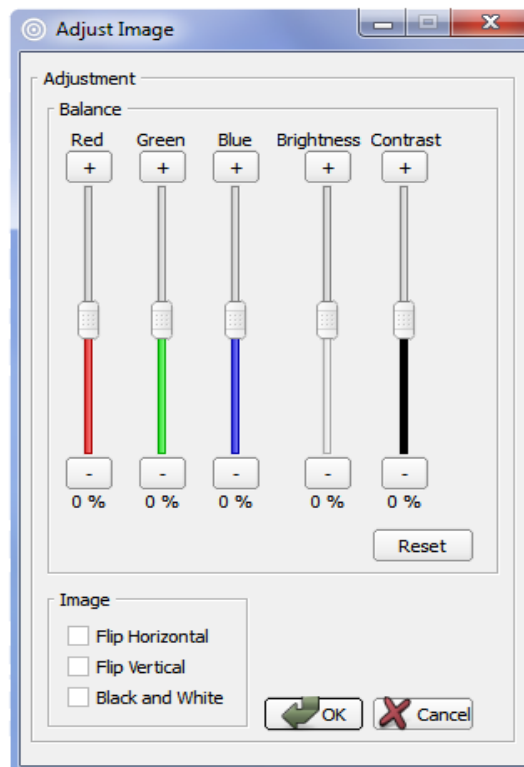 Adjust Image
Adjustment
Balance
Red Green Blue Brightness Contrast
+ + + + +
- - - - -
0 % 0 % 0 % 0 % 0 %
Reset
Image
Flip Horizontal
Flip Vertical
Black and White
OK Cancel